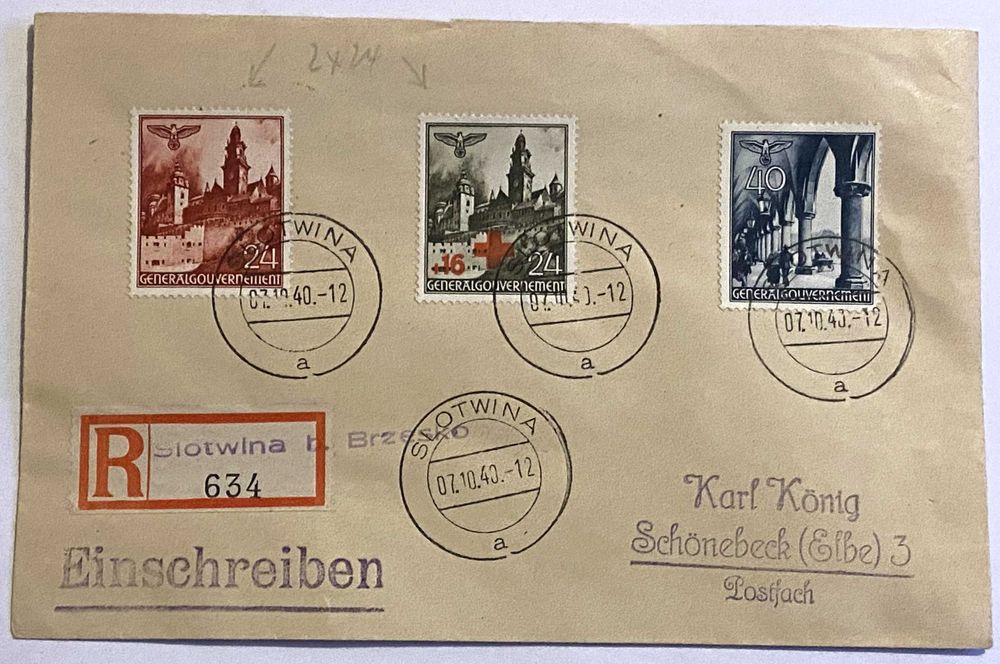 2x24
24
GENERALGOUVERNEMENT
+16
24
GENERALGOUVERNEMENT
40
GENERALGOUVERNEMENT
SLOTWINA
07.10.40.-12
a
SLOTWINA
07.10.40.-12
a
SLOTWINA
07.10.40.-12
a
R
Slotwina b. Brzesko
634
SLOTWINA
07.10.40.-12
a
Einschreiben
Karl König
Schönebeck (Elbe) 3
Postfach